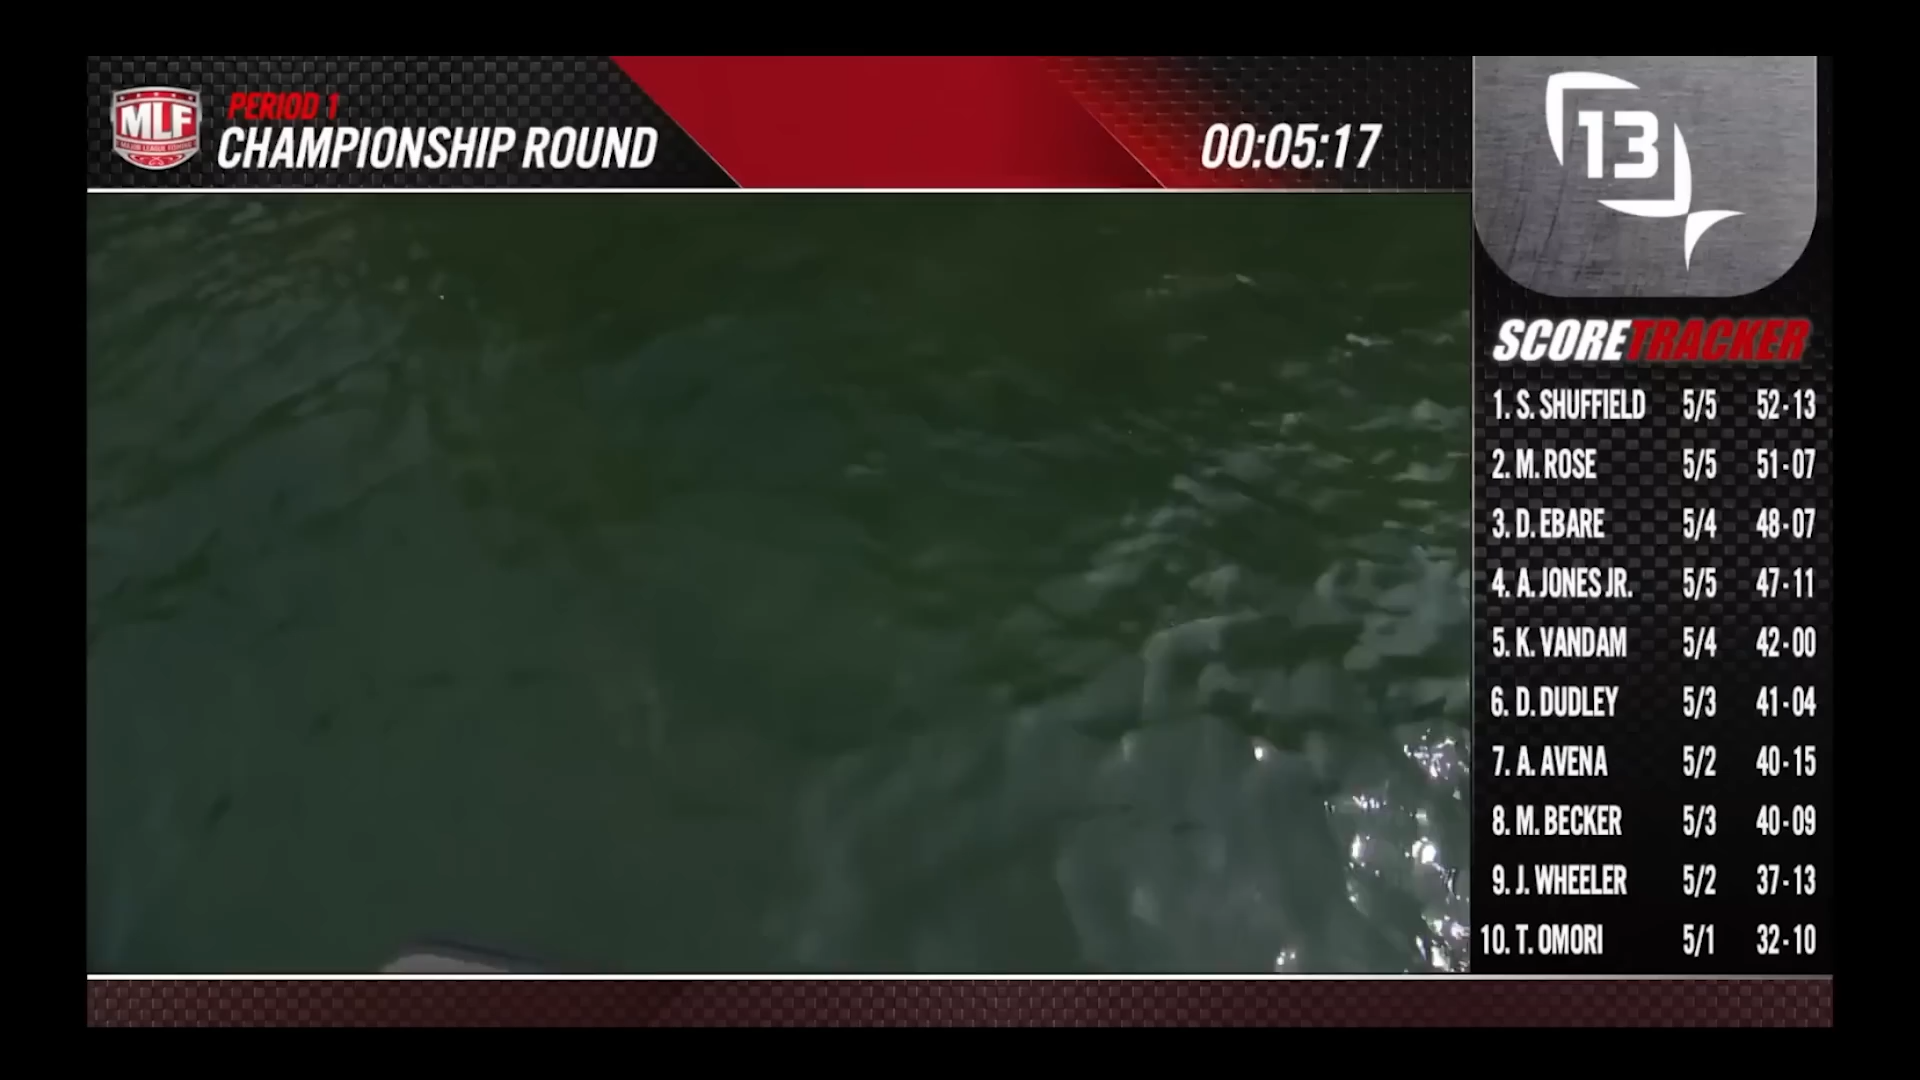 MLF
MAJOR LEAGUE FISHING
PERIOD 1
CHAMPIONSHIP ROUND
00:05:17
13
SCORETRACKER
1. S. SHUFFIELD 5/5 52-13
2. M. ROSE 5/5 51-07
3. D. EBARE 5/4 48-07
4. A. JONES JR. 5/5 47-11
5. K. VANDAM 5/4 42-00
6. D. DUDLEY 5/3 41-04
7. A. AVENA 5/2 40-15
8. M. BECKER 5/3 40-09
9. J. WHEELER 5/2 37-13
10. T. OMORI 5/1 32-10